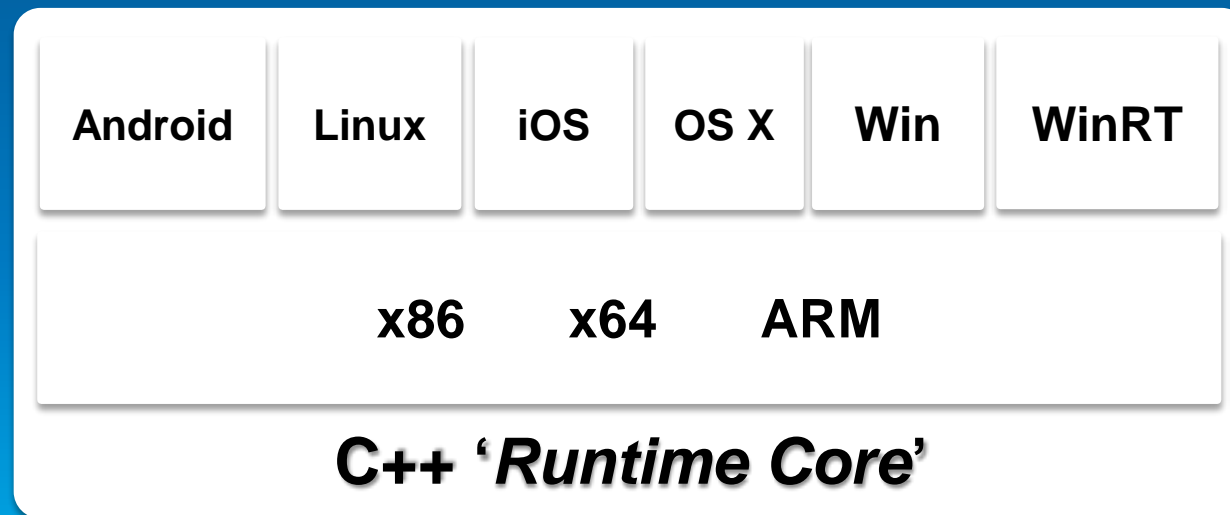 Android Linux iOS OS X Win WinRT
x86 x64 ARM
C++ ‘Runtime Core’